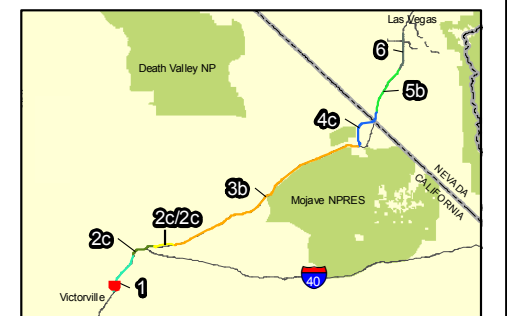 Las Vegas
6
Death Valley NP
5b
4c
NEVADA
CALIFORNIA
3b
Mojave NPRES
2c/2c
2c
40
1
Victorville